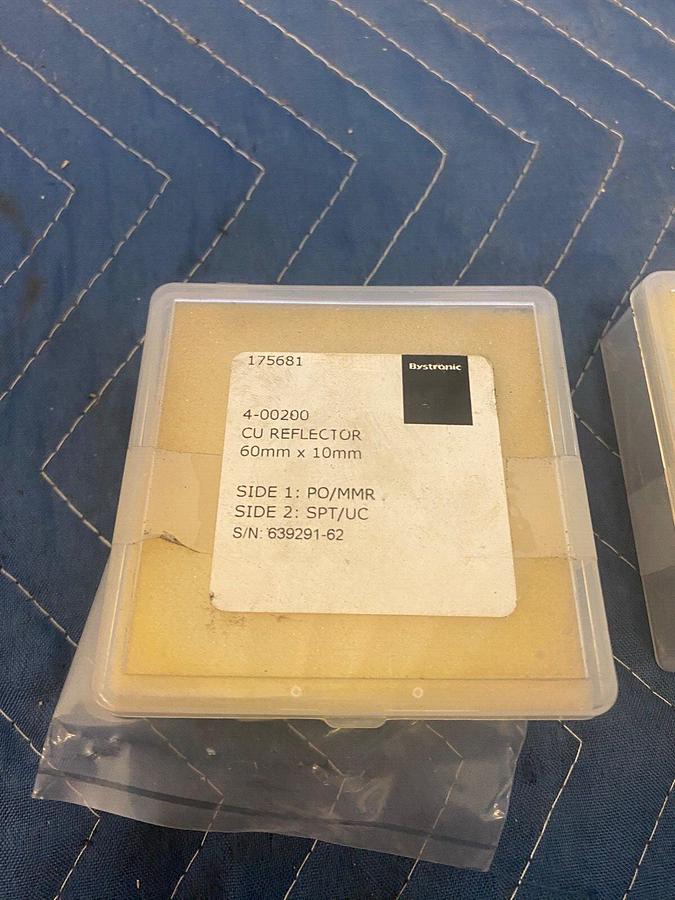 175681
Bystronic
4-00200
CU REFLECTOR
60mm x 10mm
SIDE 1: PO/MMR
SIDE 2: SPT/UC
S/N: 639291-62